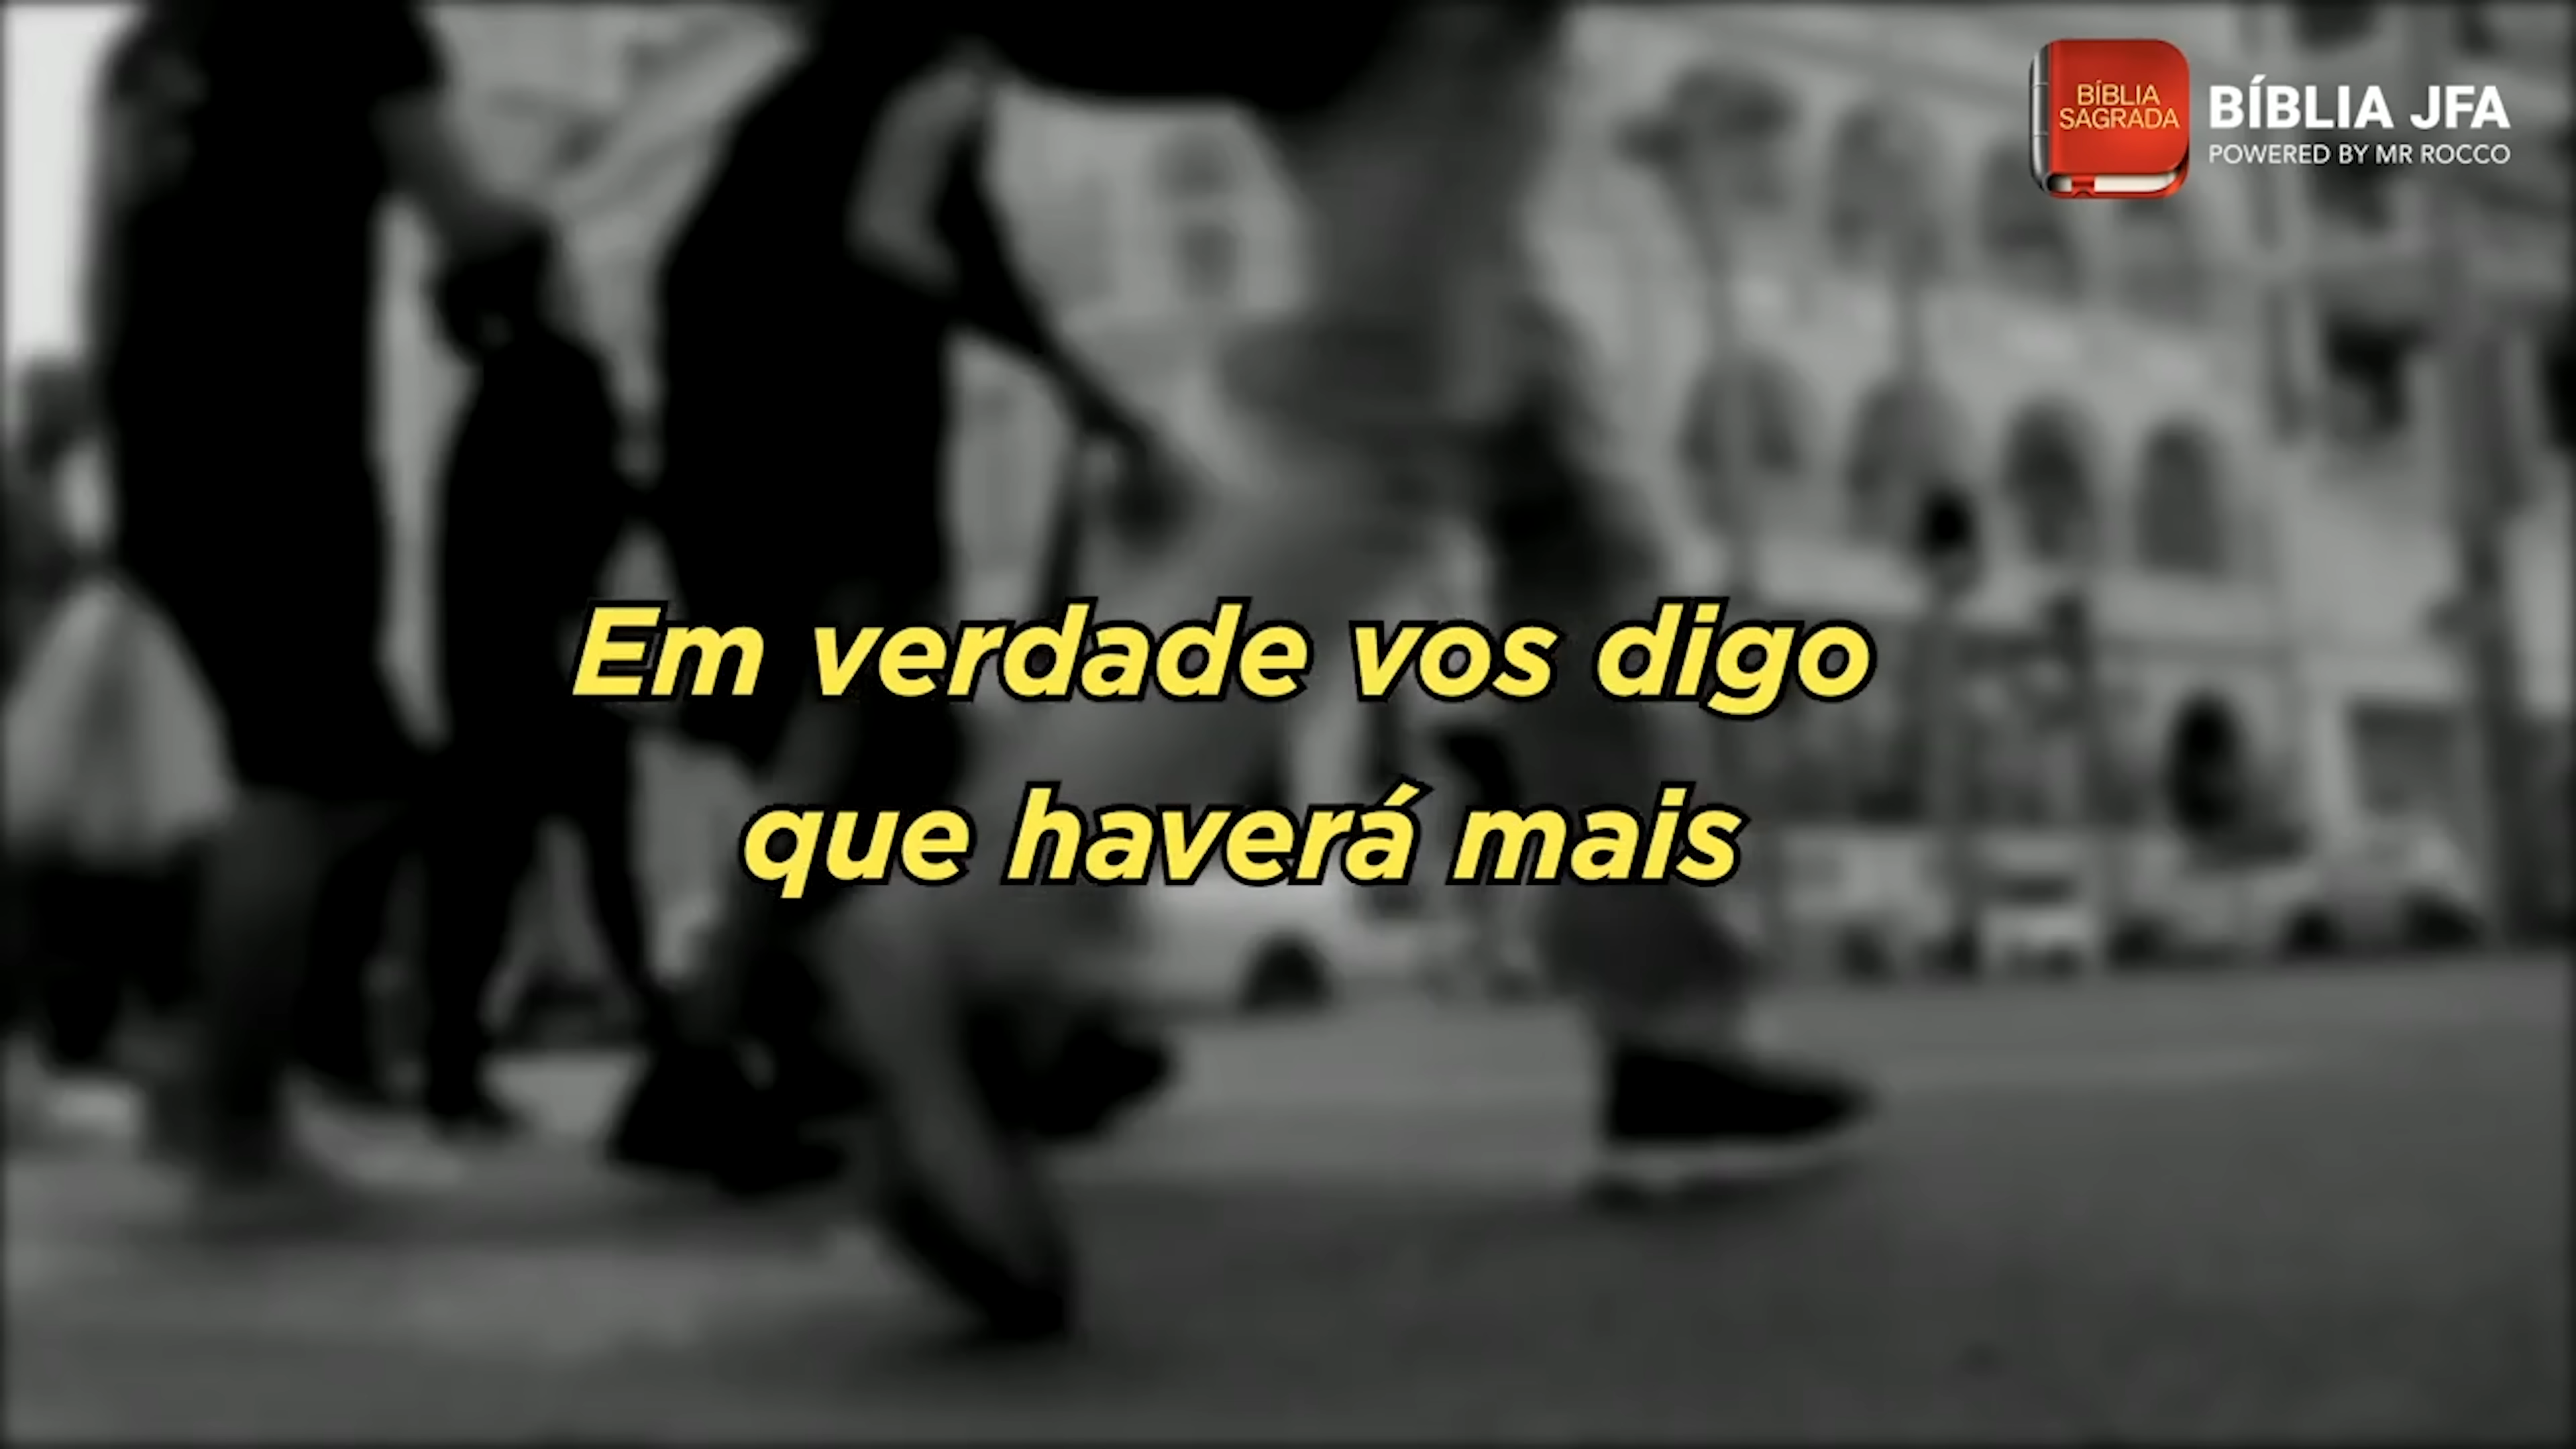 BÍBLIA
SAGRADA
BÍBLIA JFA
POWERED BY MR ROCCO
Em verdade vos digo
que haverá mais